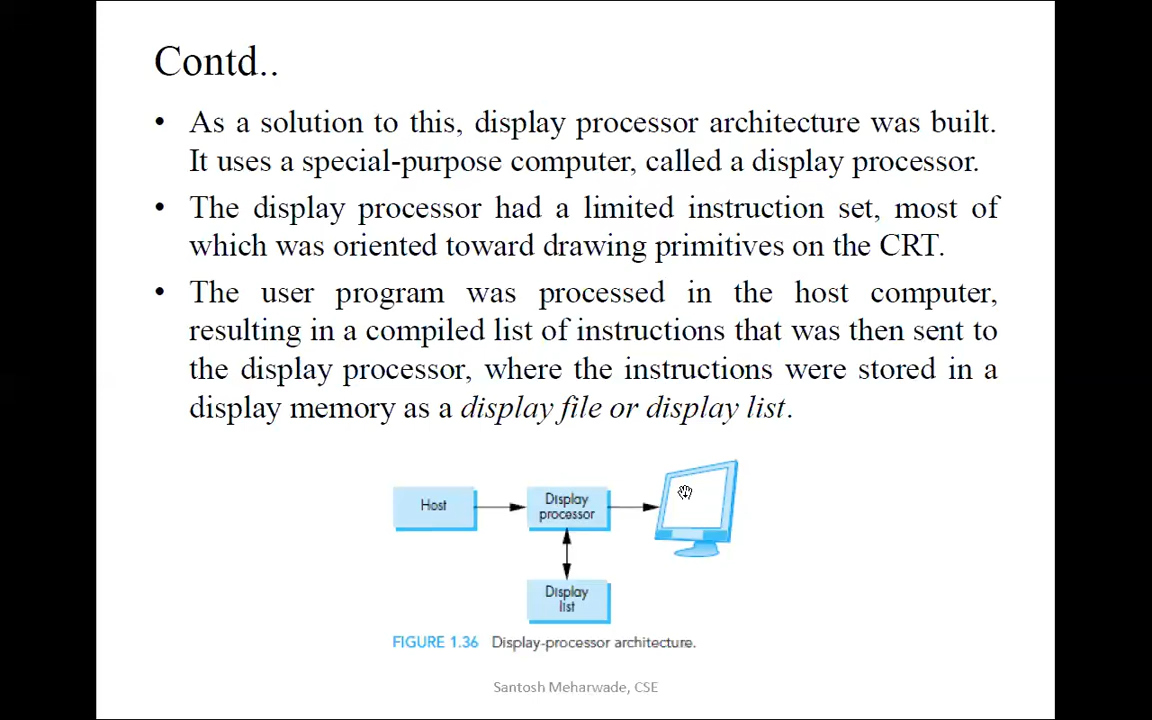 Contd..
• As a solution to this, display processor architecture was built.
It uses a special-purpose computer, called a display processor.
• The display processor had a limited instruction set, most of
which was oriented toward drawing primitives on the CRT.
• The user program was processed in the host computer,
resulting in a compiled list of instructions that was then sent to
the display processor, where the instructions were stored in a
display memory as a display file or display list.
Host
Display
processor
Display
list
FIGURE 1.36 Display-processor architecture.
Santosh Meharwade, CSE